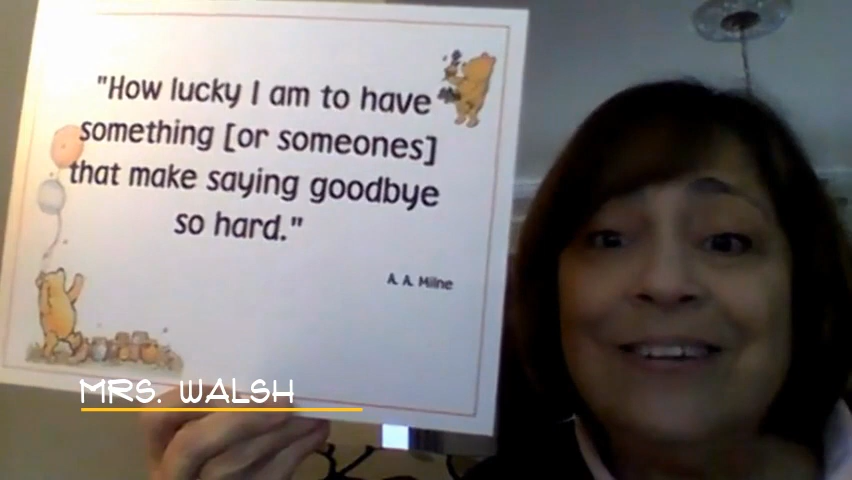 "How lucky I am to have
something [or someones]
that make saying goodbye
so hard."
A. A. Milne
MRS. WALSH